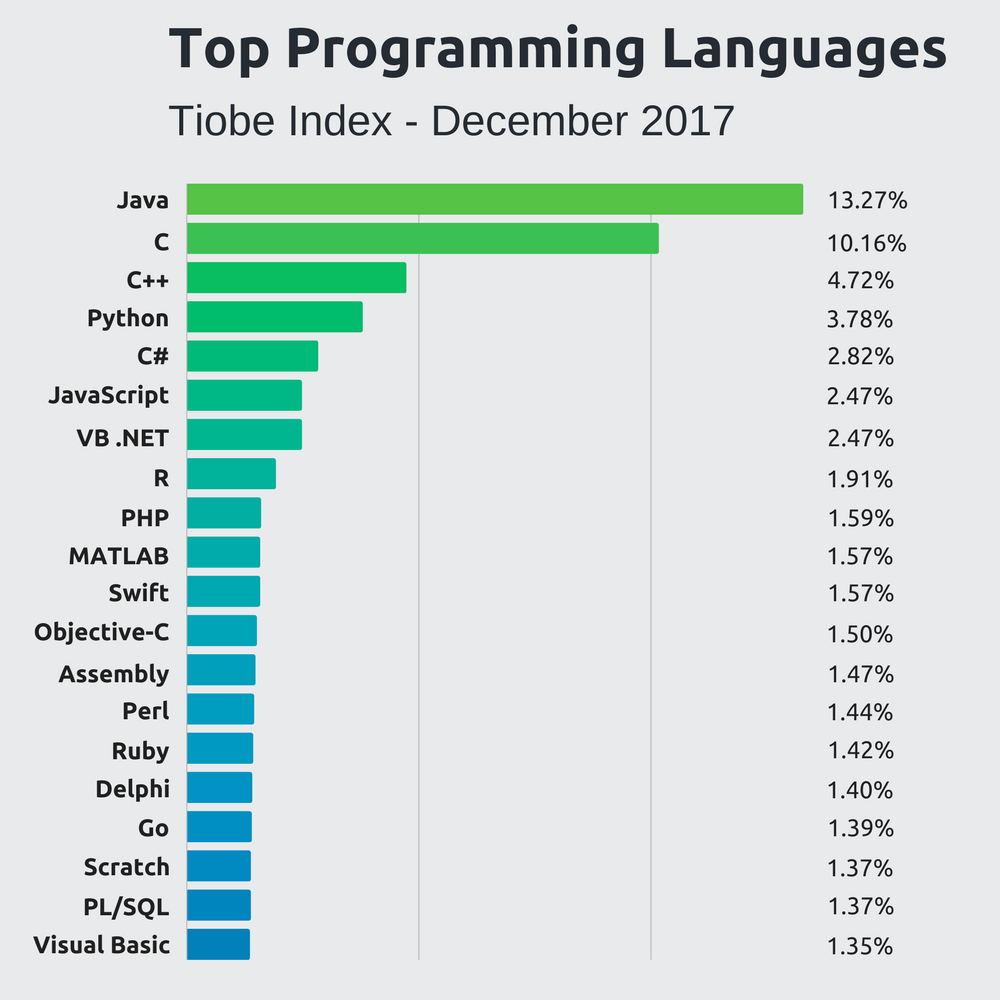 Top Programming Languages
Tiobe Index - December 2017
Java 13.27%
C 10.16%
C++ 4.72%
Python 3.78%
C# 2.82%
JavaScript 2.47%
VB .NET 2.47%
R 1.91%
PHP 1.59%
MATLAB 1.57%
Swift 1.57%
Objective-C 1.50%
Assembly 1.47%
Perl 1.44%
Ruby 1.42%
Delphi 1.40%
Go 1.39%
Scratch 1.37%
PL/SQL 1.37%
Visual Basic 1.35%